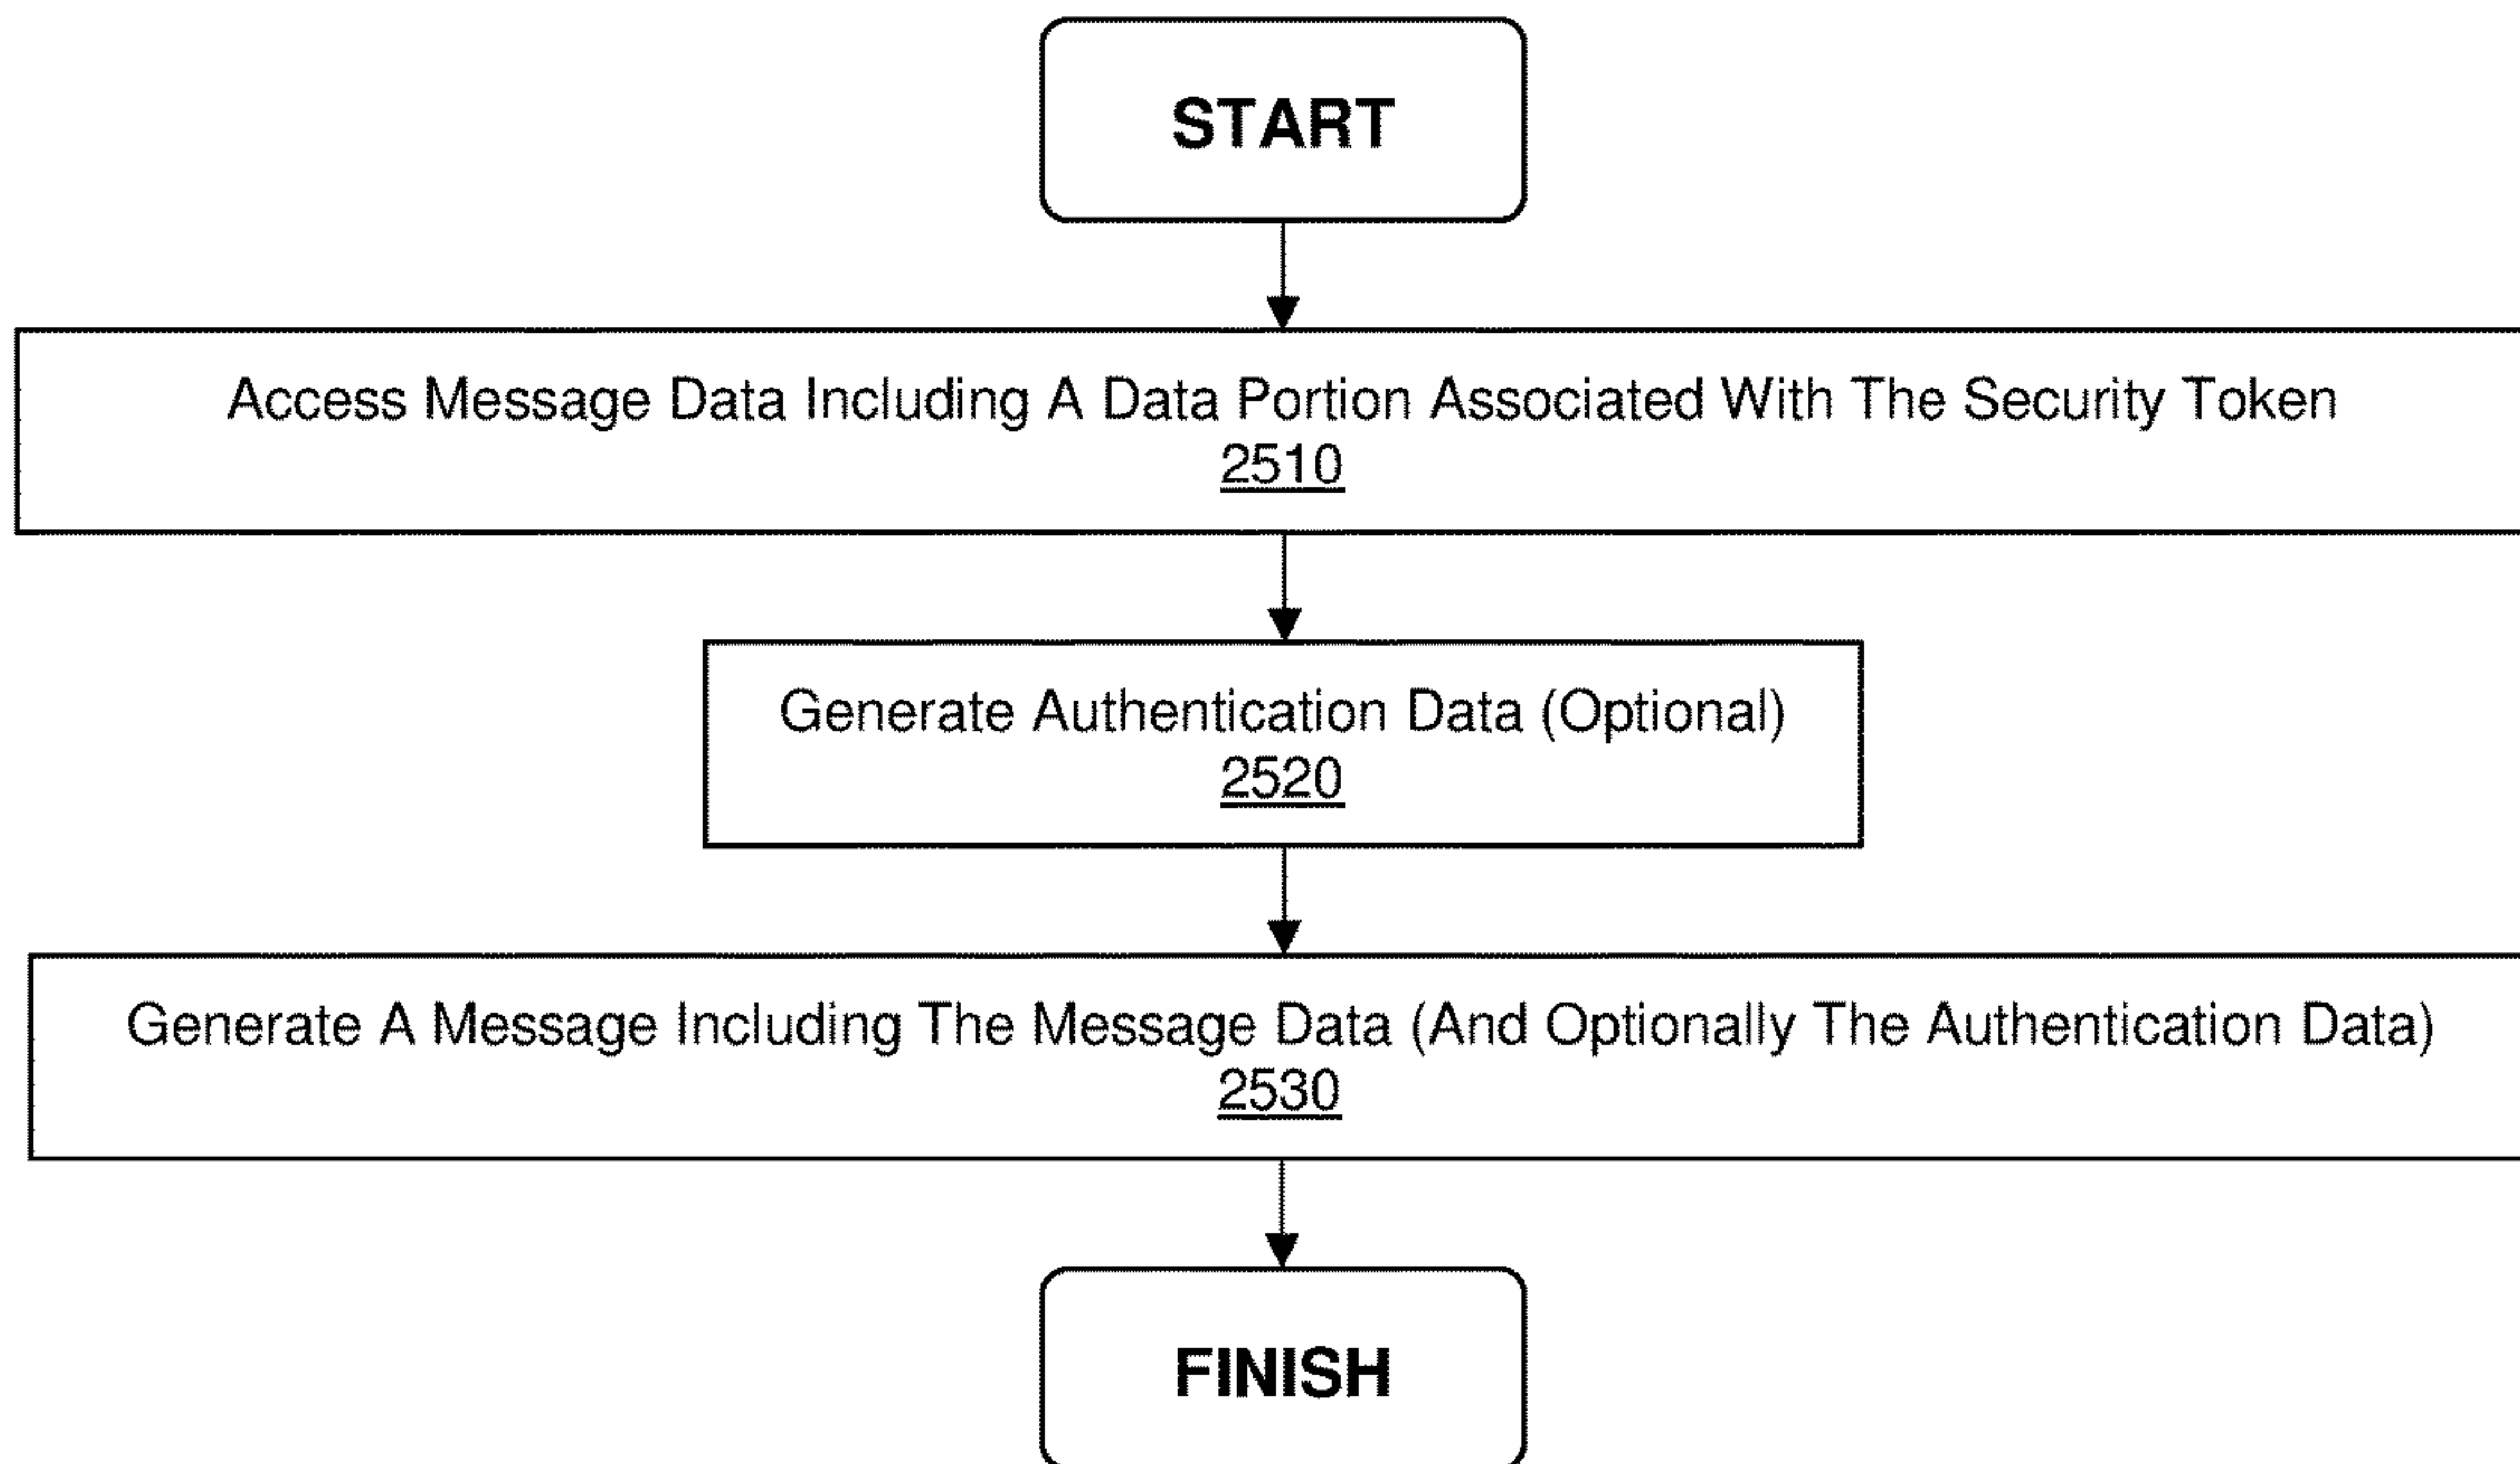 START
Access Message Data Including A Data Portion Associated With The Security Token
2510
Generate Authentication Data (Optional)
2520
Generate A Message Including The Message Data (And Optionally The Authentication Data)
2530
FINISH